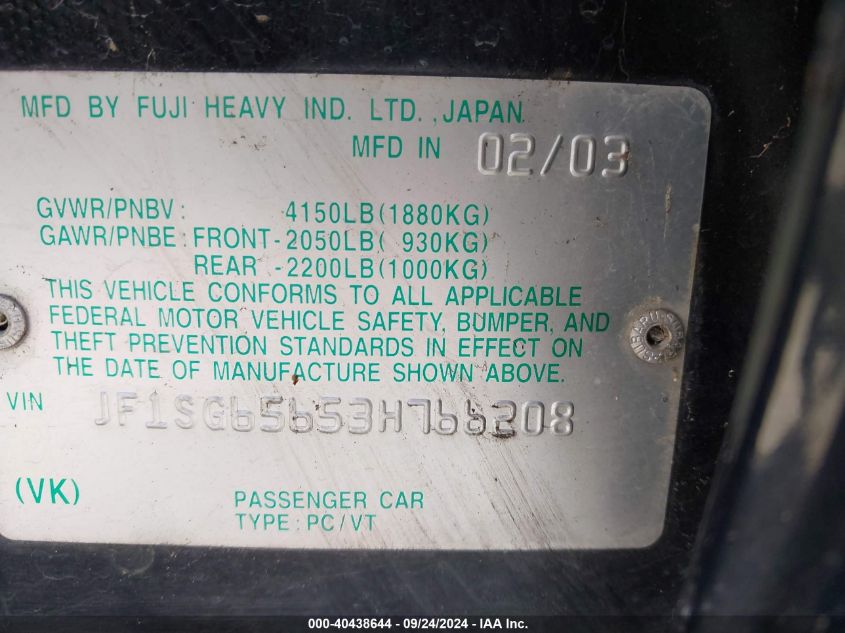 MFD BY FUJI HEAVY IND. LTD., JAPAN.
MFD IN 02/03
GVWR/PNBV: 4150LB(1880KG)
GAWR/PNBE: FRONT-2050LB( 930KG)
REAR -2200LB(1000KG)
THIS VEHICLE CONFORMS TO ALL APPLICABLE
FEDERAL MOTOR VEHICLE SAFETY, BUMPER, AND
THEFT PREVENTION STANDARDS IN EFFECT ON
THE DATE OF MANUFACTURE SHOWN ABOVE.
VIN JF1SG65653H766208
(VK) PASSENGER CAR
TYPE: PC/VT
000-40438644 - 09/24/2024 - IAA Inc.